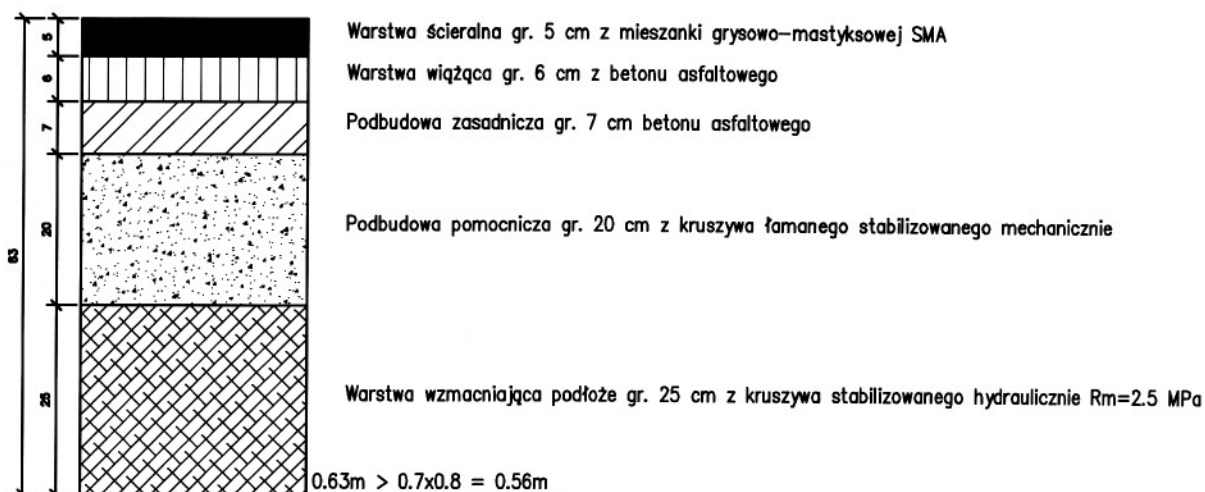 5 Warstwa ścieralna gr. 5 cm z mieszanki grysowo-mastyksowej SMA
6 Warstwa wiążąca gr. 6 cm z betonu asfaltowego
7 Podbudowa zasadnicza gr. 7 cm betonu asfaltowego
20 Podbudowa pomocnicza gr. 20 cm z kruszywa łamanego stabilizowanego mechanicznie
63
25 Warstwa wzmacniająca podłoże gr. 25 cm z kruszywa stabilizowanego hydraulicznie Rm=2.5 MPa
0.63m > 0.7x0.8 = 0.56m